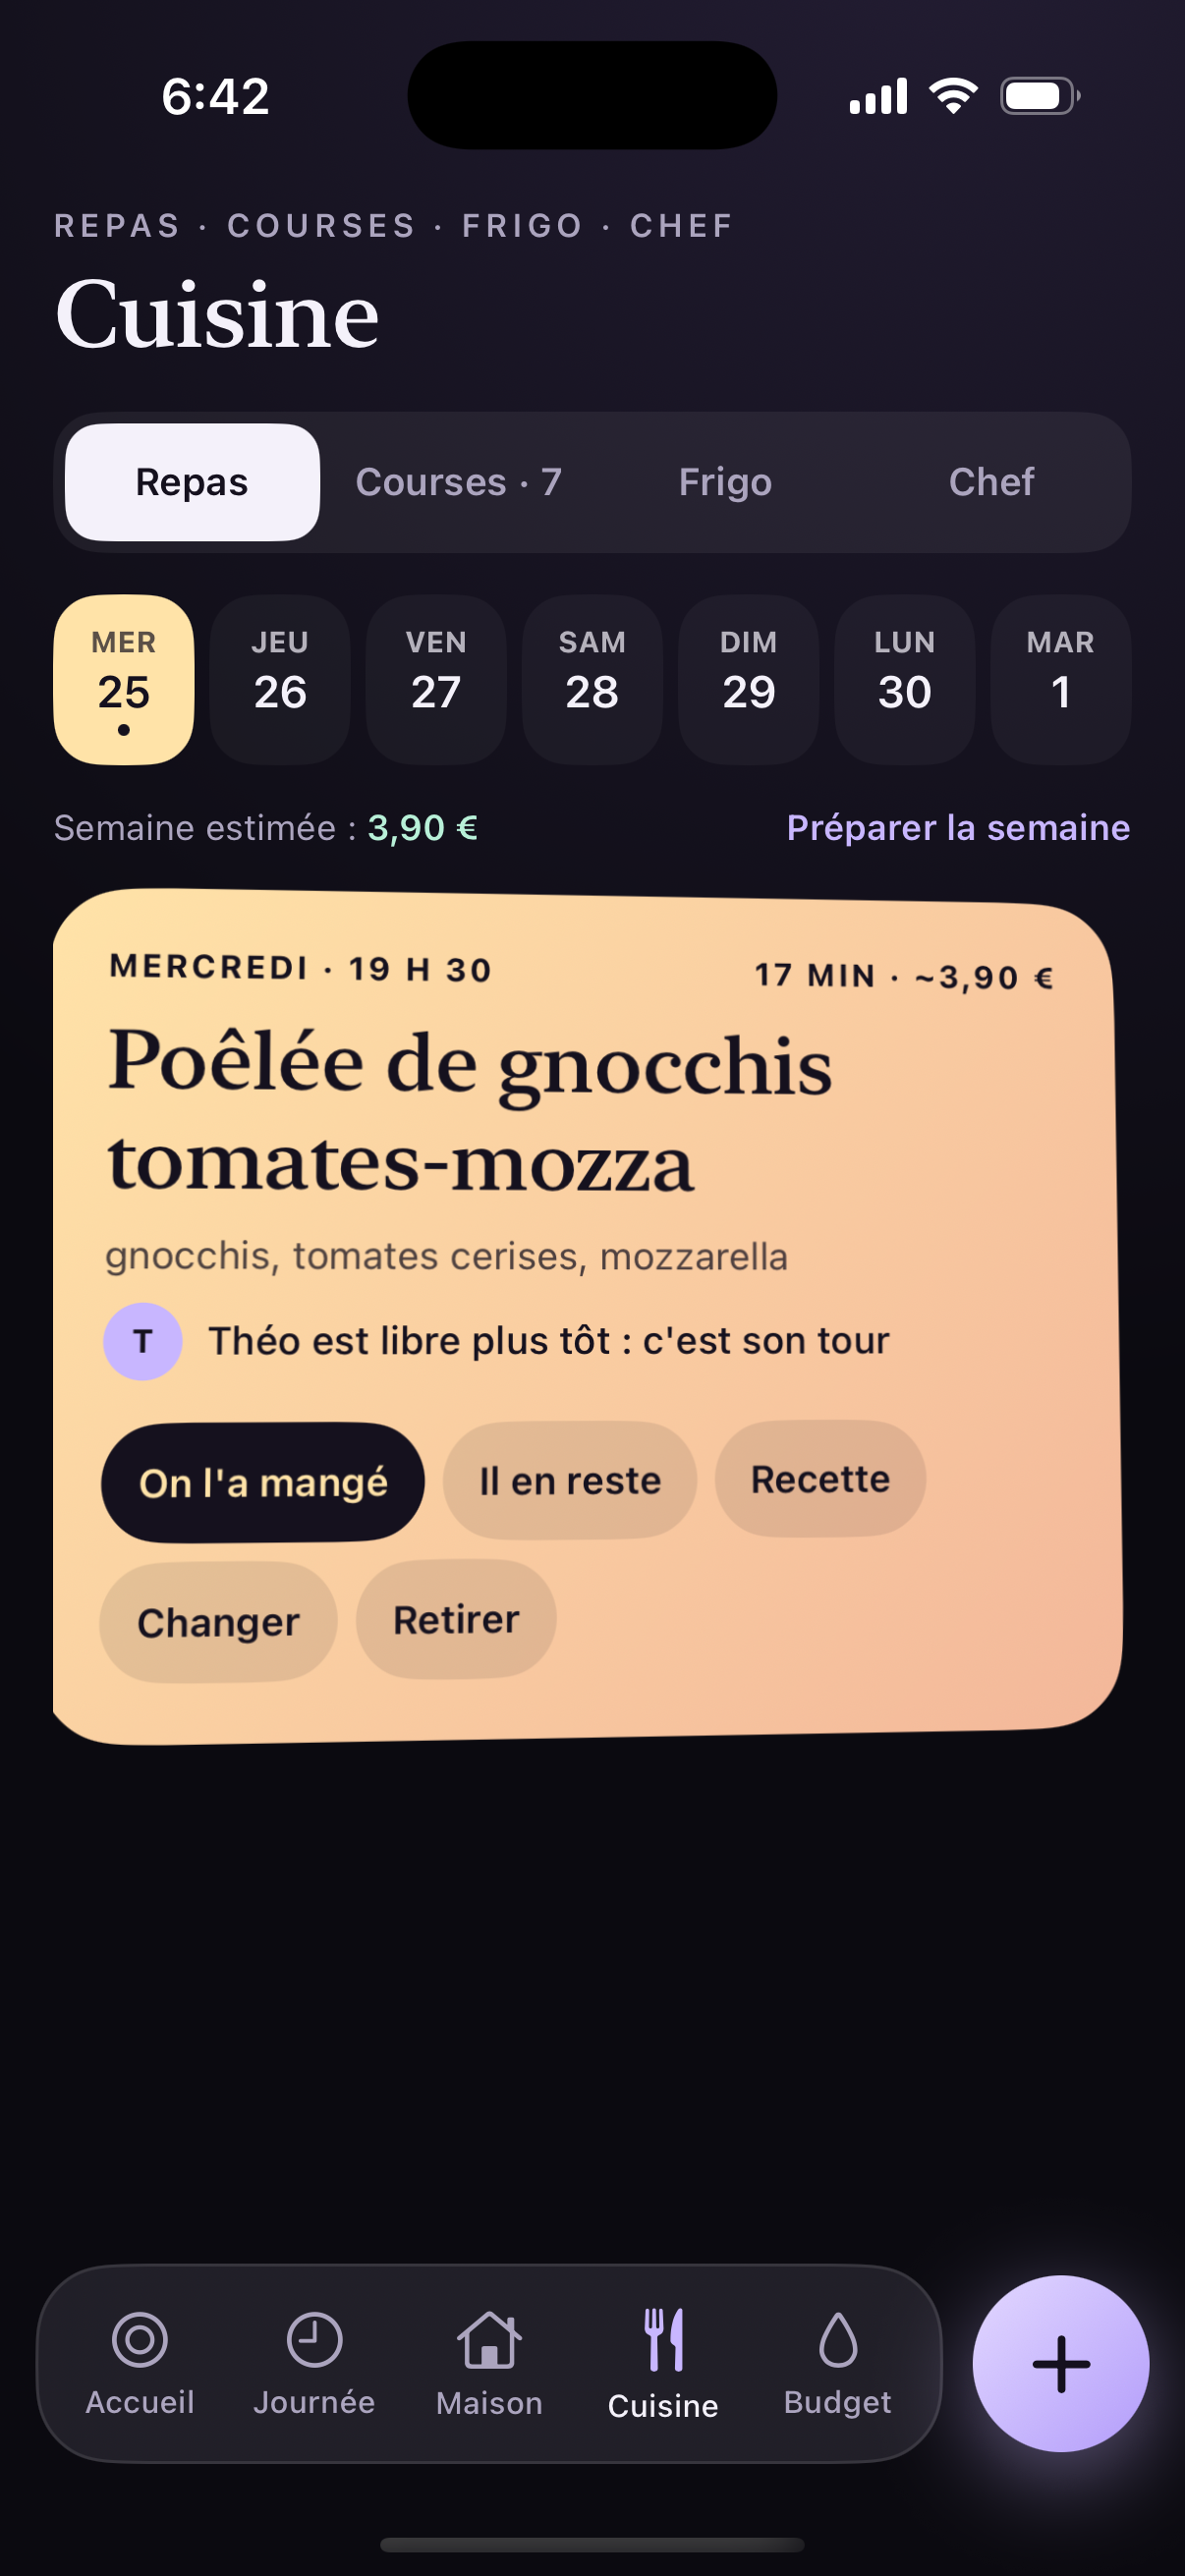 6:42
REPAS · COURSES · FRIGO · CHEF
Cuisine
Repas
Courses · 7
Frigo
Chef
MER
25
JEU
26
VEN
27
SAM
28
DIM
29
LUN
30
MAR
1
Semaine estimée : 3,90 €
Préparer la semaine
MERCREDI · 19 H 30
17 MIN · ~3,90 €
Poêlée de gnocchis
tomates-mozza
gnocchis, tomates cerises, mozzarella
T
Théo est libre plus tôt : c'est son tour
On l'a mangé
Il en reste
Recette
Changer
Retirer
Accueil
Journée
Maison
Cuisine
Budget